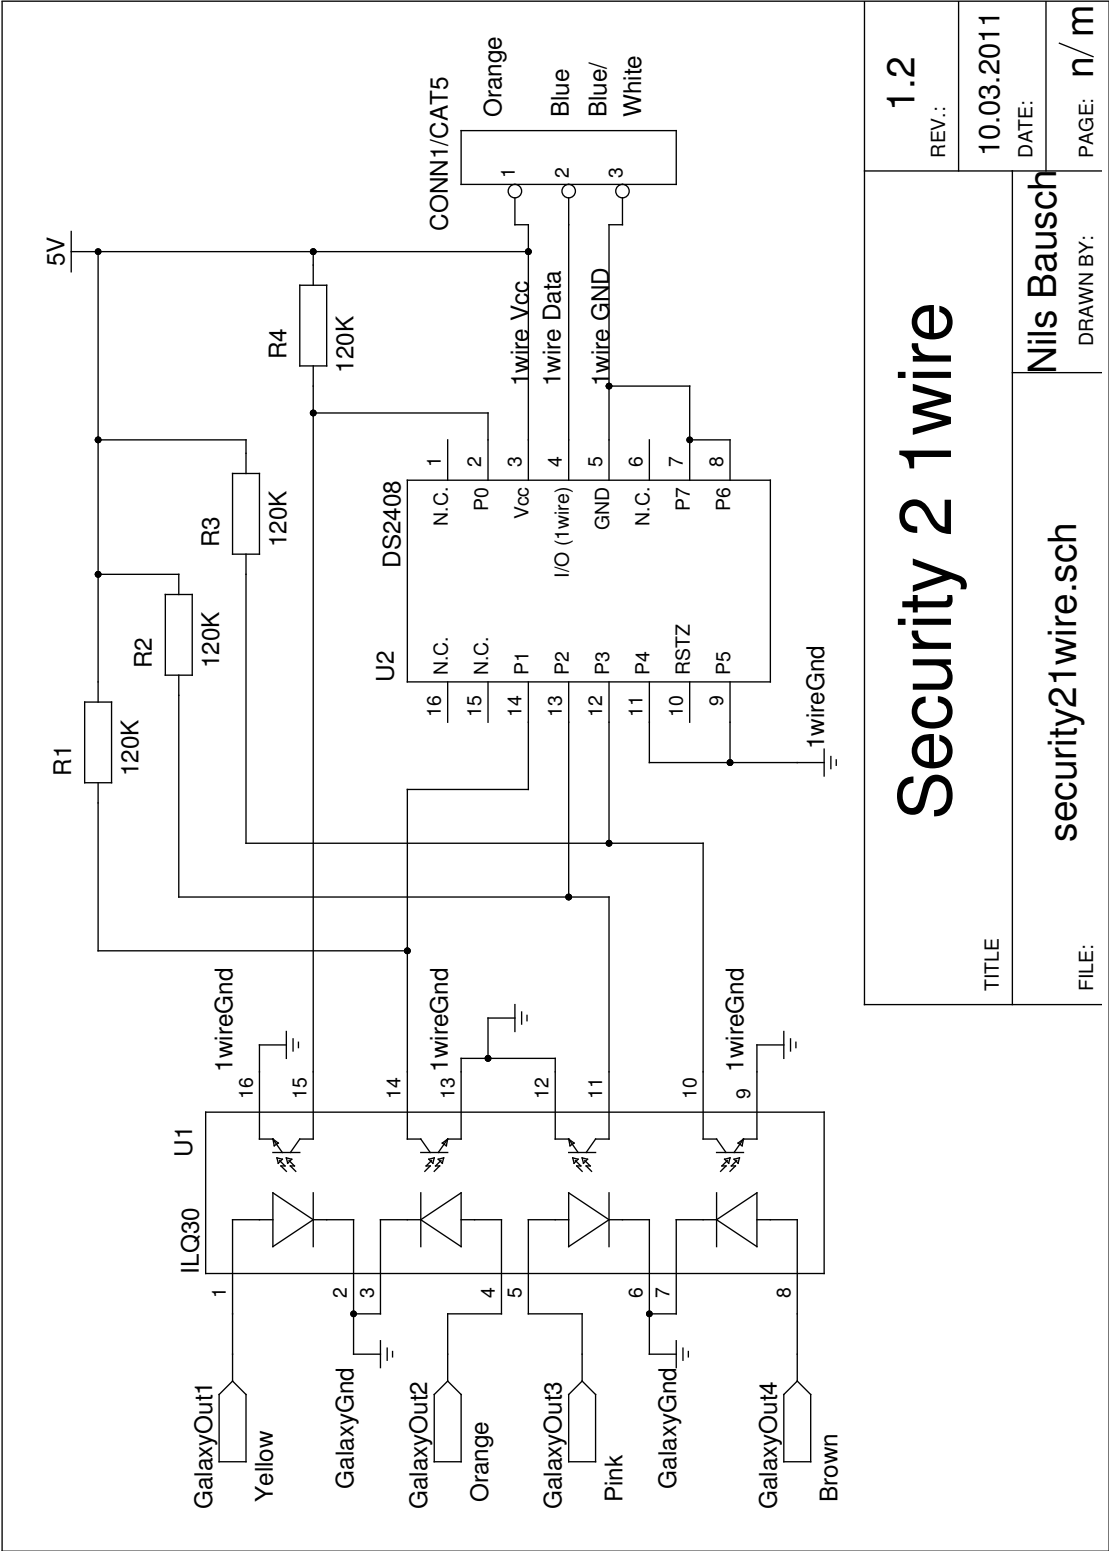 5V
R1
120K
R2
120K
R3
120K
R4
120K
CONN1/CAT5
1
2
3
Orange
Blue
Blue/
White
1wire Vcc
1wire Data
1wire GND
U2
DS2408
16 N.C.
15 N.C.
14 P1
13 P2
12 P3
11 P4
10 RSTZ
9 P5
N.C. 1
P0 2
Vcc 3
I/O (1wire) 4
GND 5
N.C. 6
P7 7
P6 8
1wireGnd
ILQ30
U1
1
2
3
4
5
6
7
8
16
15
14
13
12
11
10
9
1wireGnd
1wireGnd
1wireGnd
GalaxyOut1
Yellow
GalaxyGnd
GalaxyOut2
Orange
GalaxyOut3
Pink
GalaxyGnd
GalaxyOut4
Brown
Security 2 1wire
TITLE
security21wire.sch
FILE:
1.2
REV.:
10.03.2011
DATE:
n/ m
PAGE:
Nils Bausch
DRAWN BY: